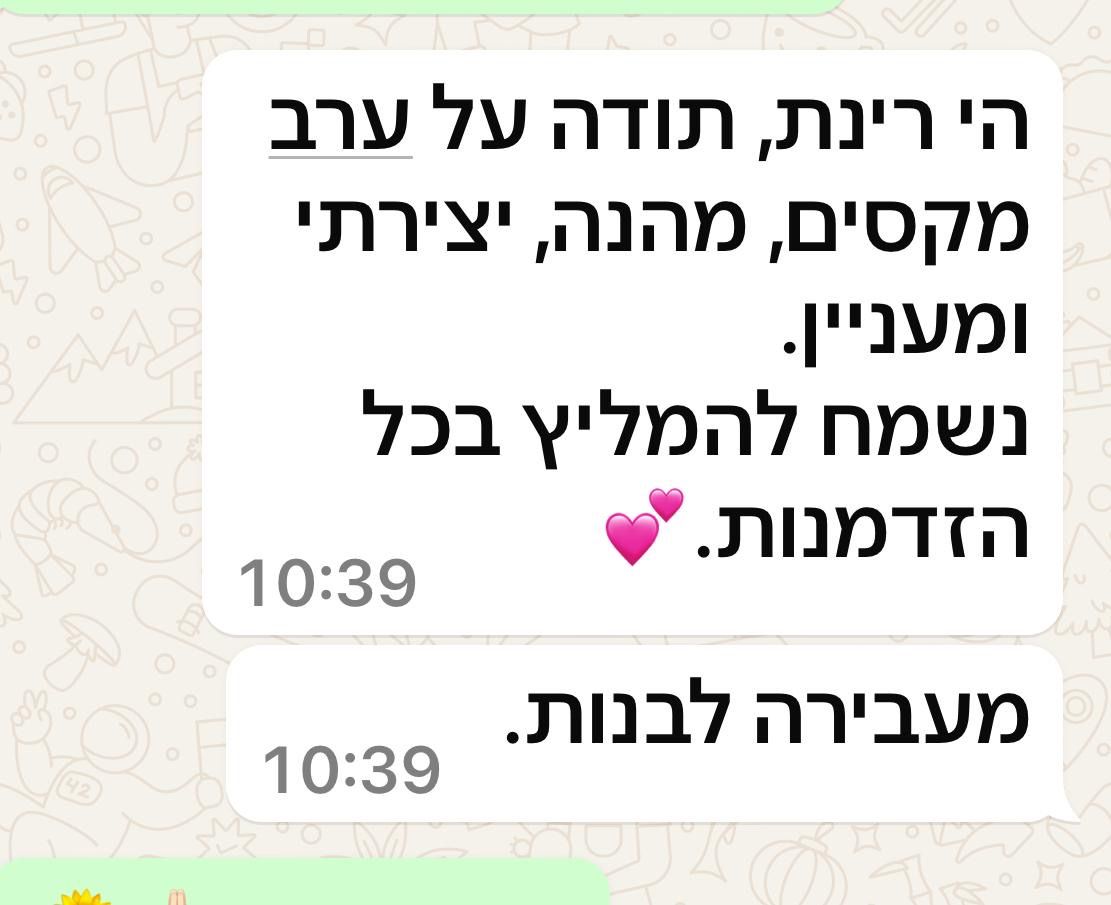 הי רינת, תודה על ערב
מקסים, מהנה, יצירתי
ומעניין.
נשמח להמליץ בכל
הזדמנות. 💕
10:39
מעבירה לבנות.
10:39
42